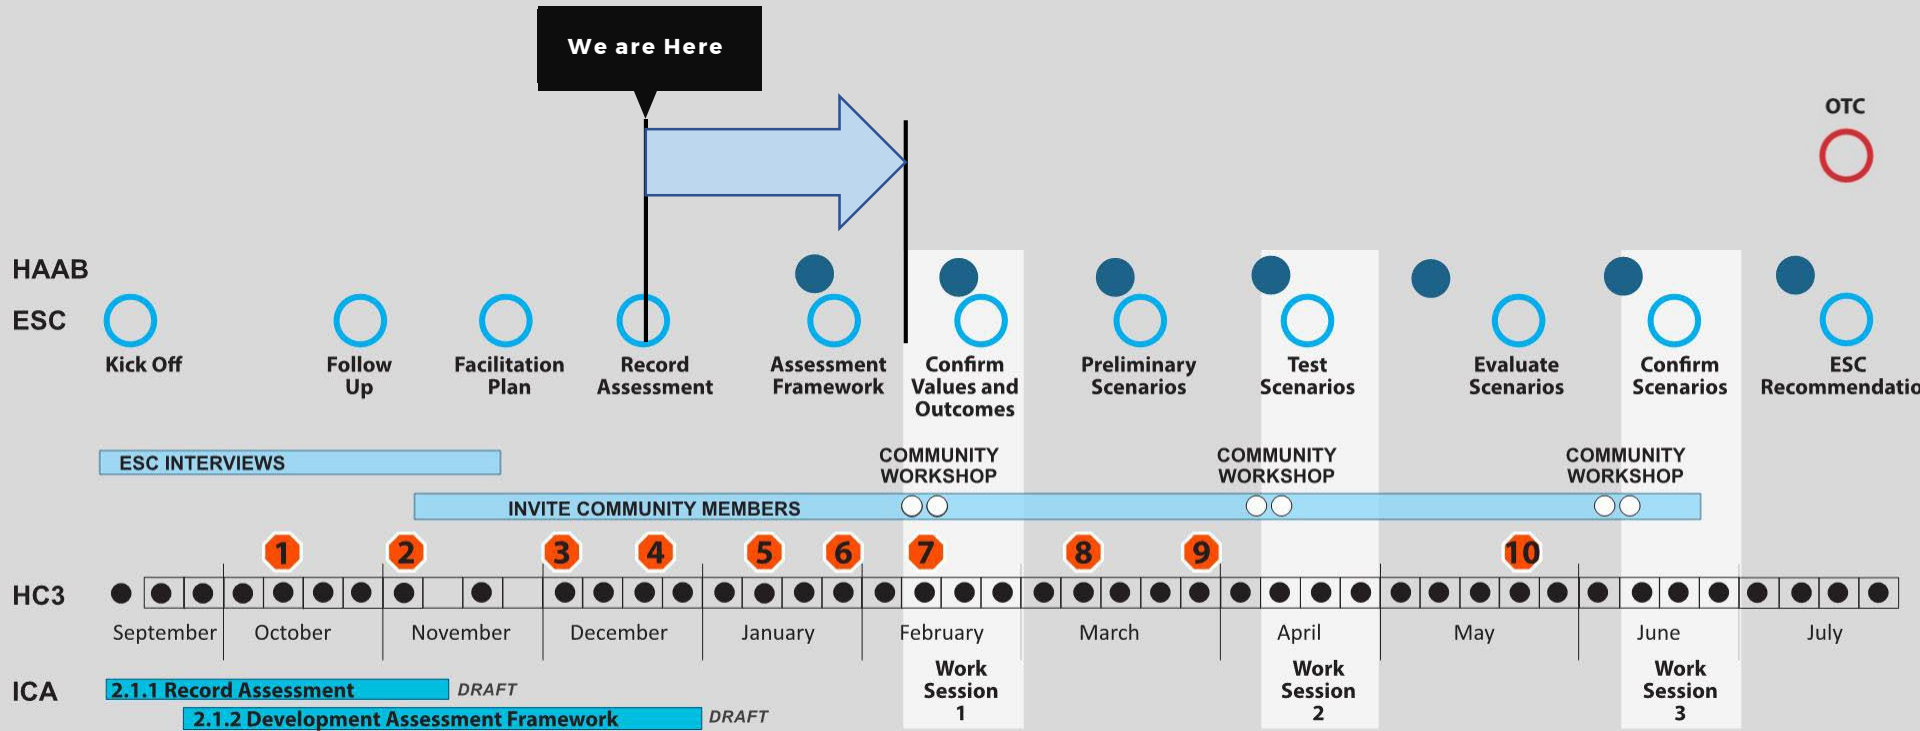 We are Here
OTC
HAAB
ESC
Kick Off
Follow
Up
Facilitation
Plan
Record
Assessment
Assessment
Framework
Confirm
Values and
Outcomes
Preliminary
Scenarios
Test
Scenarios
Evaluate
Scenarios
Confirm
Scenarios
ESC
Recommendatio
ESC INTERVIEWS
COMMUNITY
WORKSHOP
COMMUNITY
WORKSHOP
COMMUNITY
WORKSHOP
INVITE COMMUNITY MEMBERS
1 2 3 4 5 6 7 8 9 10
HC3
September October November December January February March April May June July
Work
Session
1
Work
Session
2
Work
Session
3
ICA
2.1.1 Record Assessment DRAFT
2.1.2 Development Assessment Framework DRAFT